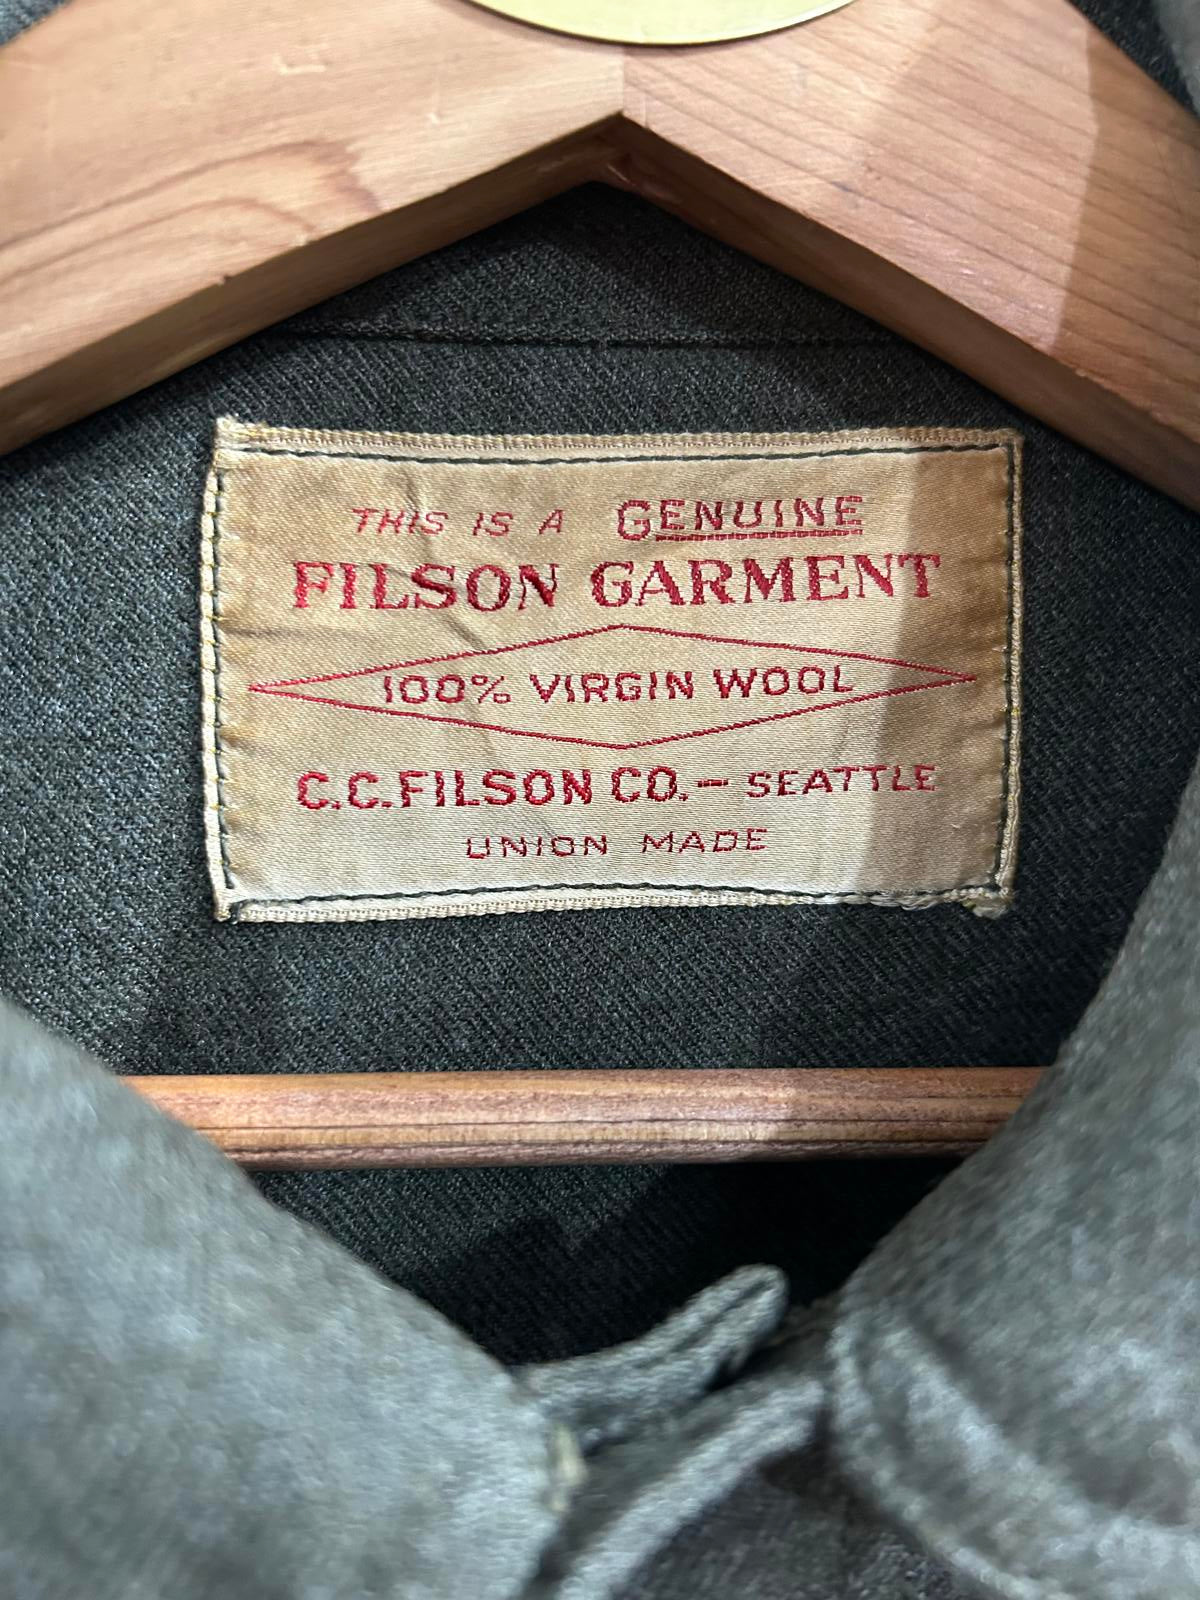 THIS IS A GENUINE
FILSON GARMENT
100% VIRGIN WOOL
C.C.FILSON CO.— SEATTLE
UNION MADE